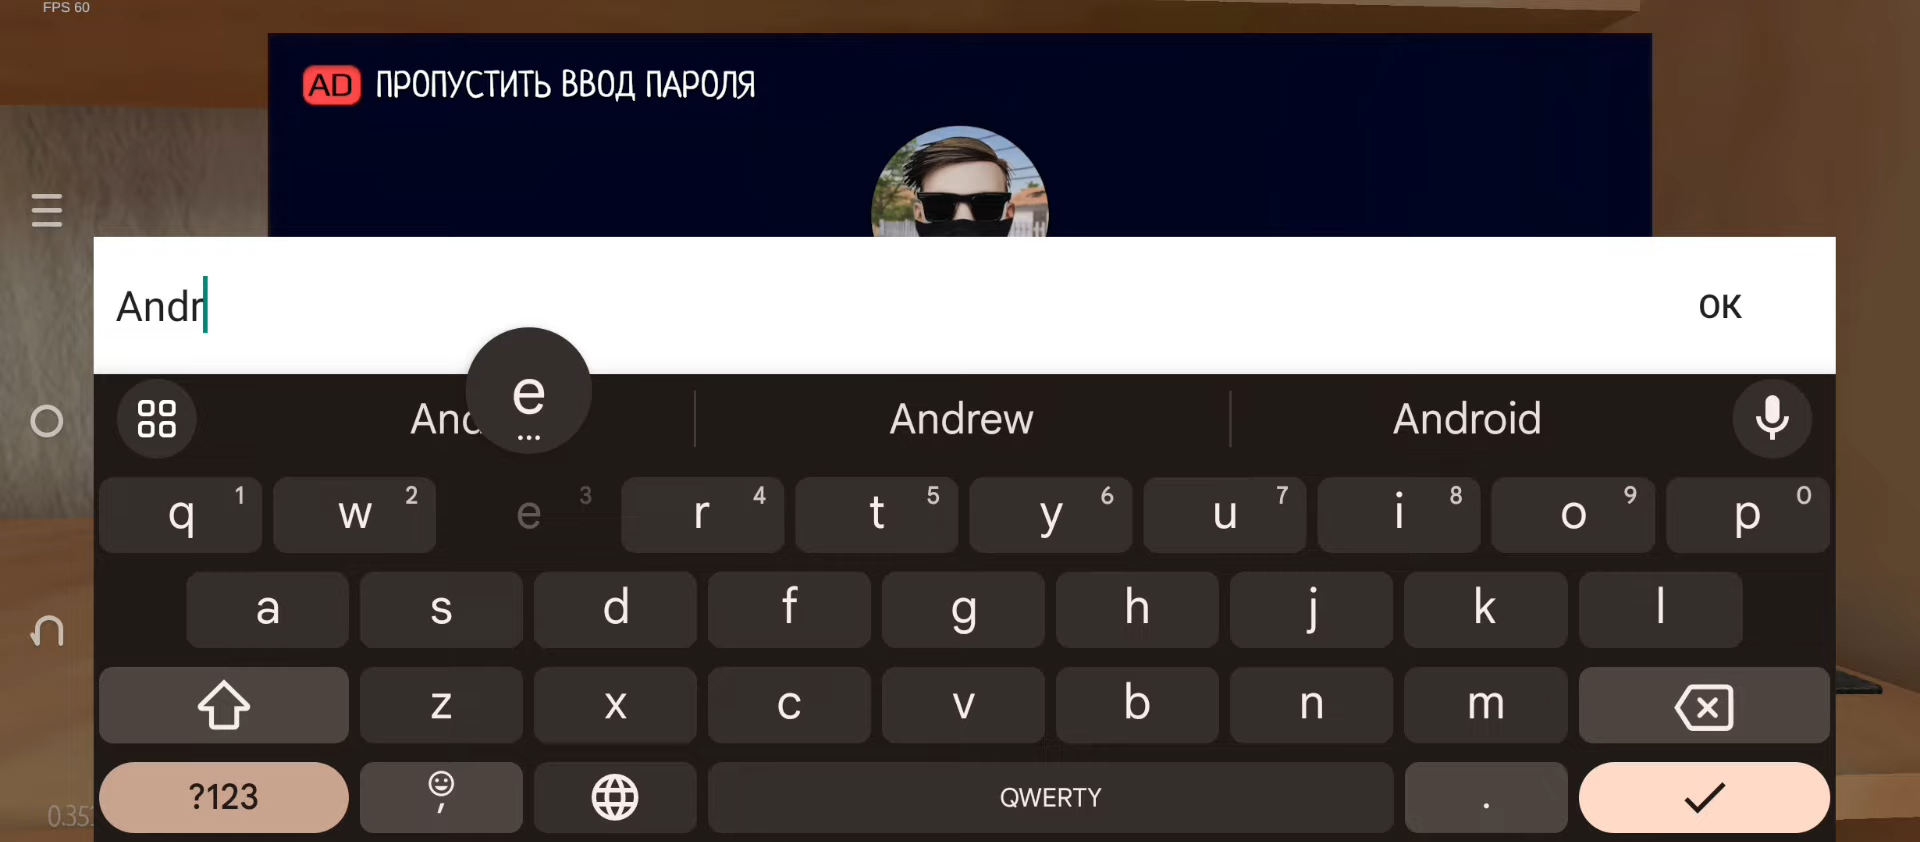 FPS 60
AD ПРОПУСТИТЬ ВВОД ПАРОЛЯ
Andr
OK
e
Andrew Android
q 1 w 2 e 3 r 4 t 5 y 6 u 7 i 8 o 9 p 0
a s d f g h j k l
z x c v b n m
?123 , QWERTY .